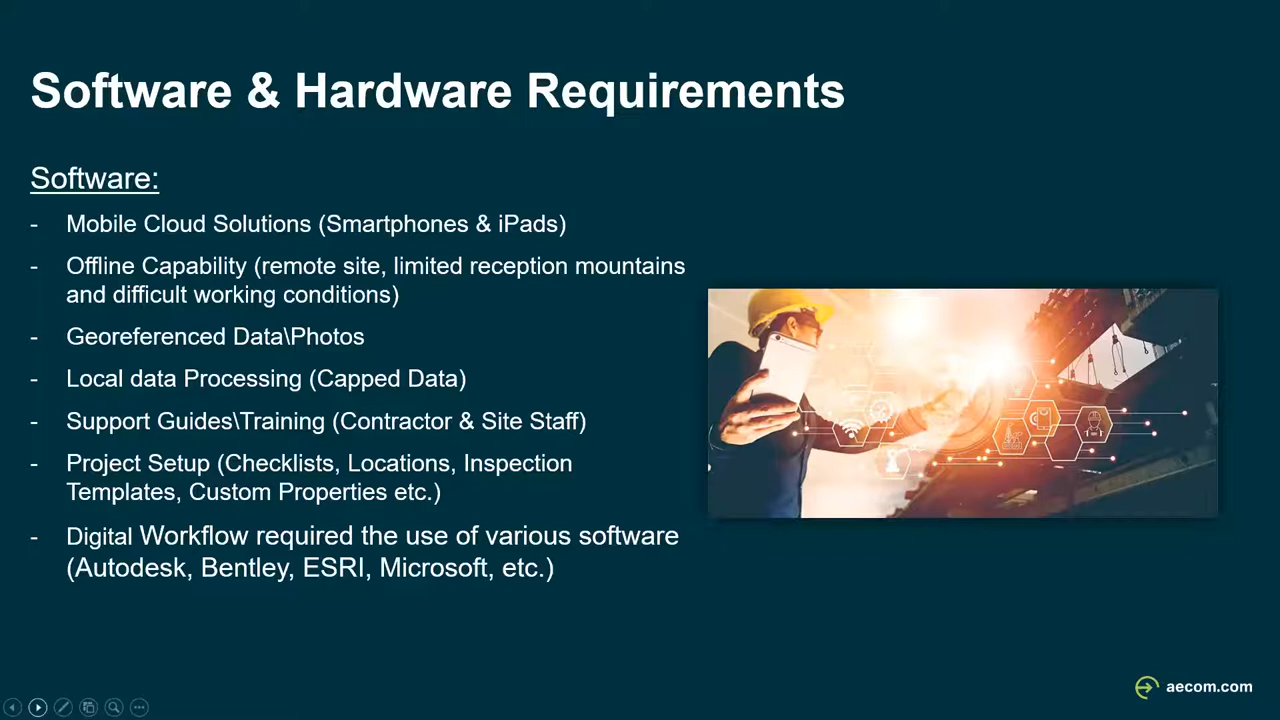 Software & Hardware Requirements
Software:
- Mobile Cloud Solutions (Smartphones & iPads)
- Offline Capability (remote site, limited reception mountains
and difficult working conditions)
- Georeferenced Data\Photos
- Local data Processing (Capped Data)
- Support Guides\Training (Contractor & Site Staff)
- Project Setup (Checklists, Locations, Inspection
Templates, Custom Properties etc.)
- Digital Workflow required the use of various software
(Autodesk, Bentley, ESRI, Microsoft, etc.)
aecom.com